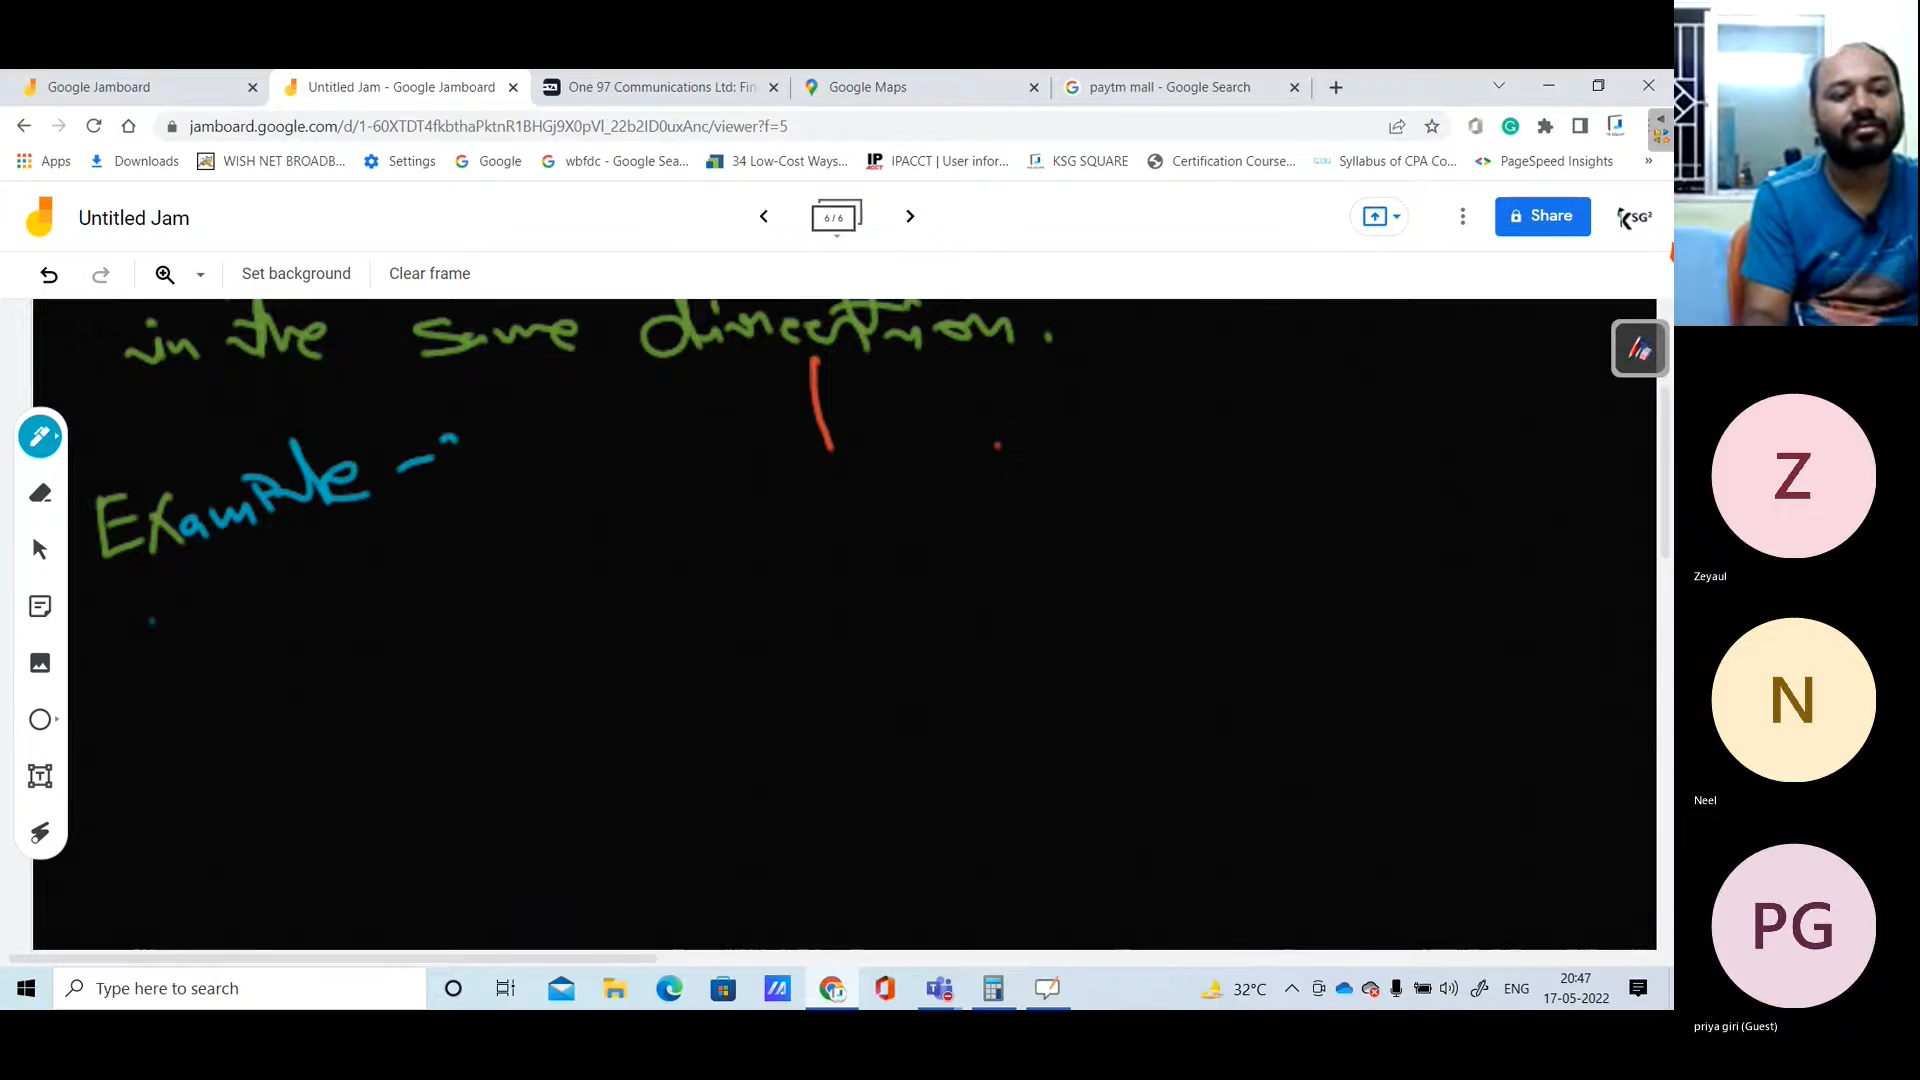 Google Jamboard
Untitled Jam - Google Jamboard
One 97 Communications Ltd: Fin
Google Maps
paytm mall - Google Search
jamboard.google.com/d/1-60XTDT4fkbthaPktnR1BHGj9X0pVl_22b2ID0uxAnc/viewer?f=5
Apps Downloads WISH NET BROADB... Settings Google wbfdc - Google Sea... 34 Low-Cost Ways... IPACCT | User infor... KSG SQUARE Certification Course... Syllabus of CPA Co... PageSpeed Insights »
Untitled Jam
6 / 6
Share
KSG²
Set background
Clear frame
in the same direction.
Example -
Z
Zeyaul
N
Neel
PG
priya giri (Guest)
Type here to search
32°C
ENG
20:47
17-05-2022